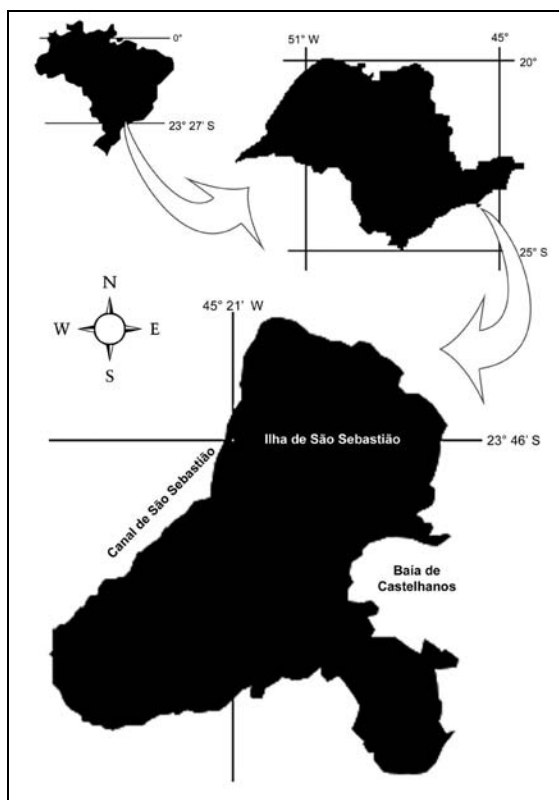 0°
23° 27' S
51° W
45°
20°
25° S
N
W
E
S
45° 21' W
Ilha de São Sebastião
23° 46' S
Canal de São Sebastião
Baía de
Castelhanos